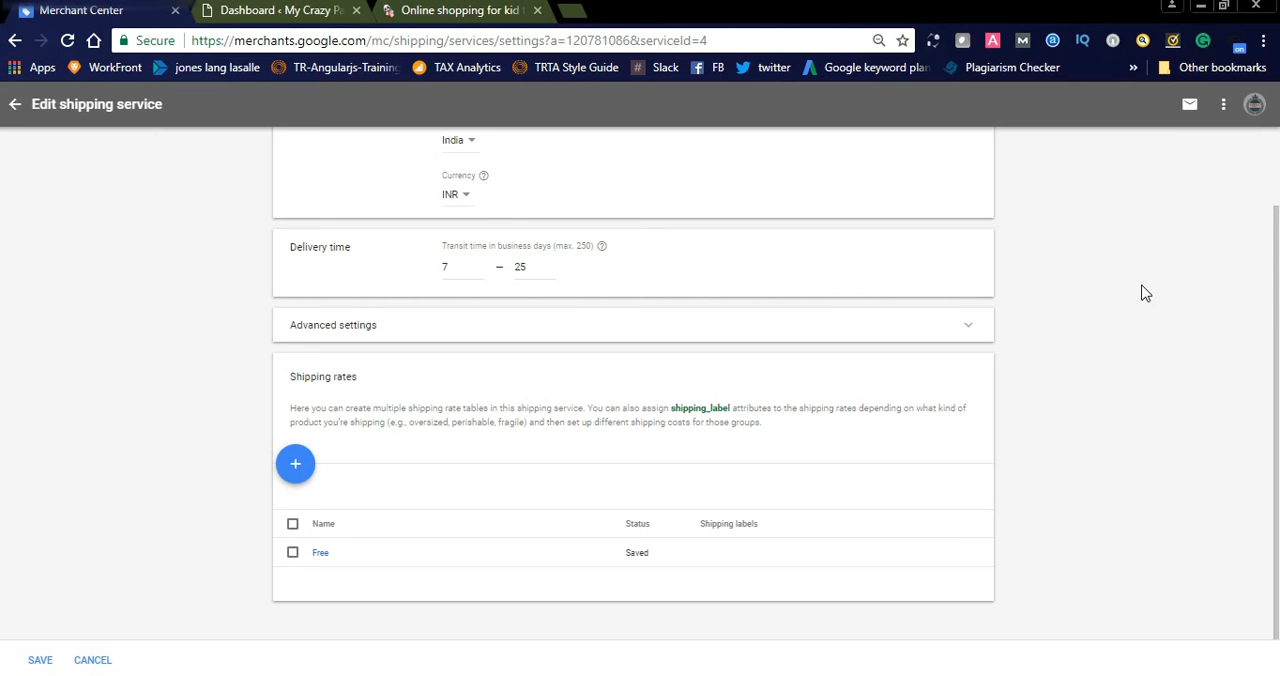 Merchant Center
Dashboard ‹ My Crazy Pa
Online shopping for kid t
Secure
https://merchants.google.com/mc/shipping/services/settings?a=120781086&serviceId=4
Apps
WorkFront
jones lang lasalle
TR-Angularjs-Training
TAX Analytics
TRTA Style Guide
Slack
FB
twitter
Google keyword plan
Plagiarism Checker
»
Other bookmarks
Edit shipping service
India
Currency
INR
Delivery time
Transit time in business days (max. 250)
7 – 25
Advanced settings
Shipping rates
Here you can create multiple shipping rate tables in this shipping service. You can also assign shipping_label attributes to the shipping rates depending on what kind of
product you're shipping (e.g., oversized, perishable, fragile) and then set up different shipping costs for those groups.
+
Name Status Shipping labels
Free Saved
SAVE CANCEL